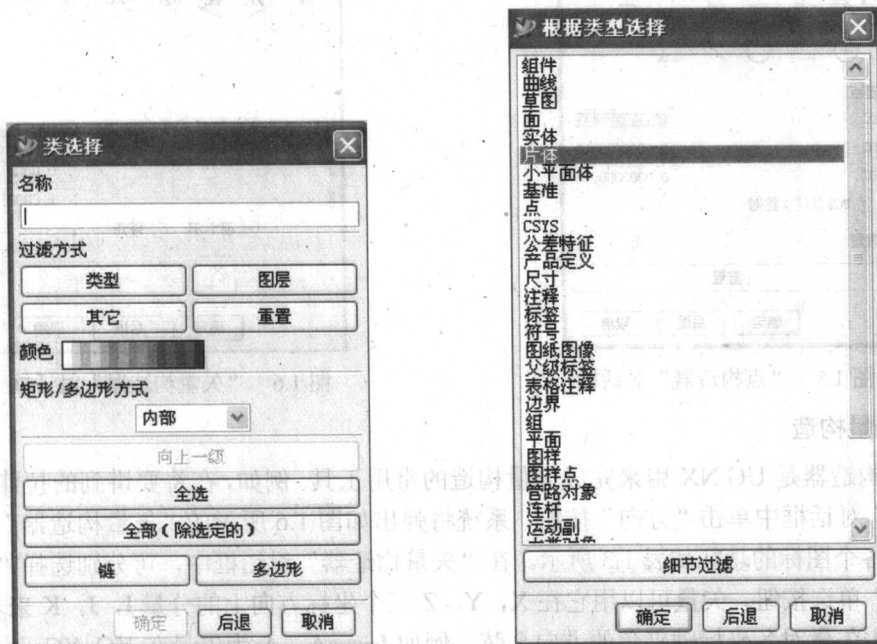 类选择
名称
过滤方式
类型 图层
其它 重置
颜色
矩形/多边形方式
内部
向上一级
全选
全部（除选定的）
链 多边形
确定 后退 取消
根据类型选择
组件
曲线
草图
面
实体
片体
小平面体
基准
点
CSYS
公差特征
产品定义
尺寸
注释
标签
符号
图纸图像
父级标签
表格注释
边界
组
平面
图样
图样点
管路对象
连杆
运动副
细节过滤
确定 后退 取消